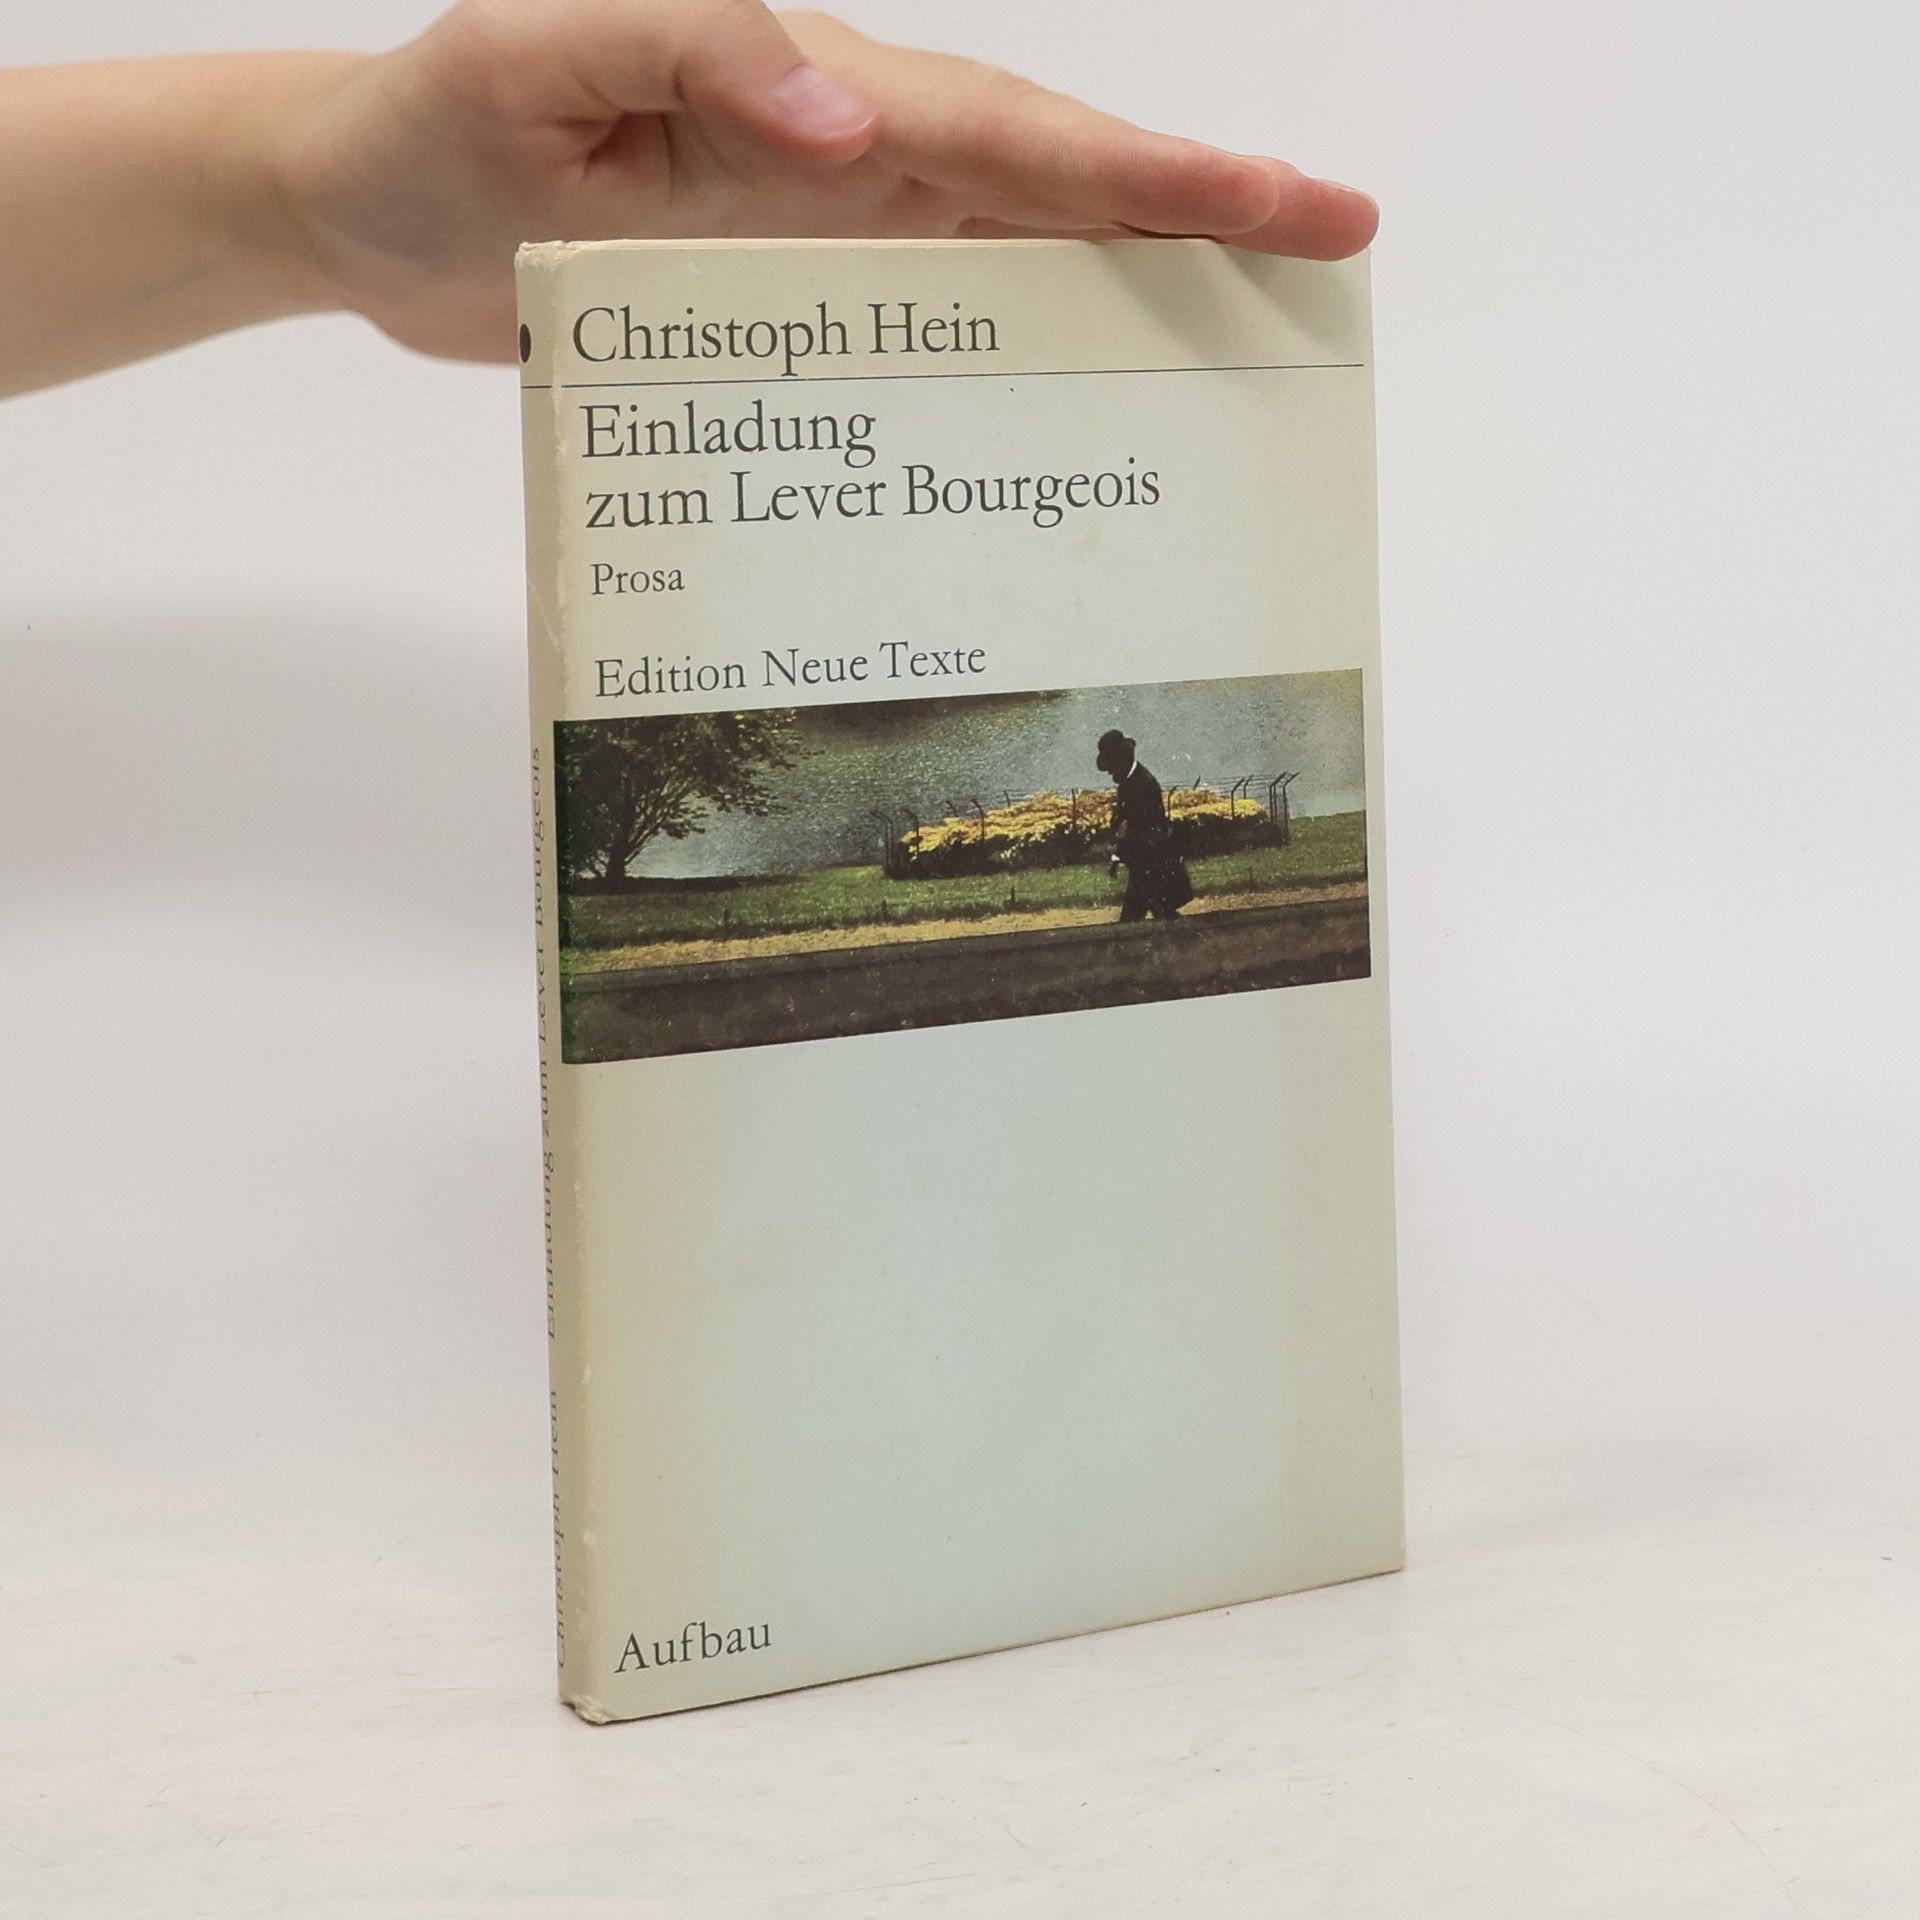 Christoph Hein
Einladung
zum Lever Bourgeois
Prosa
Edition Neue Texte
Aufbau
Christoph Hein Einladung zum Lever Bourgeois